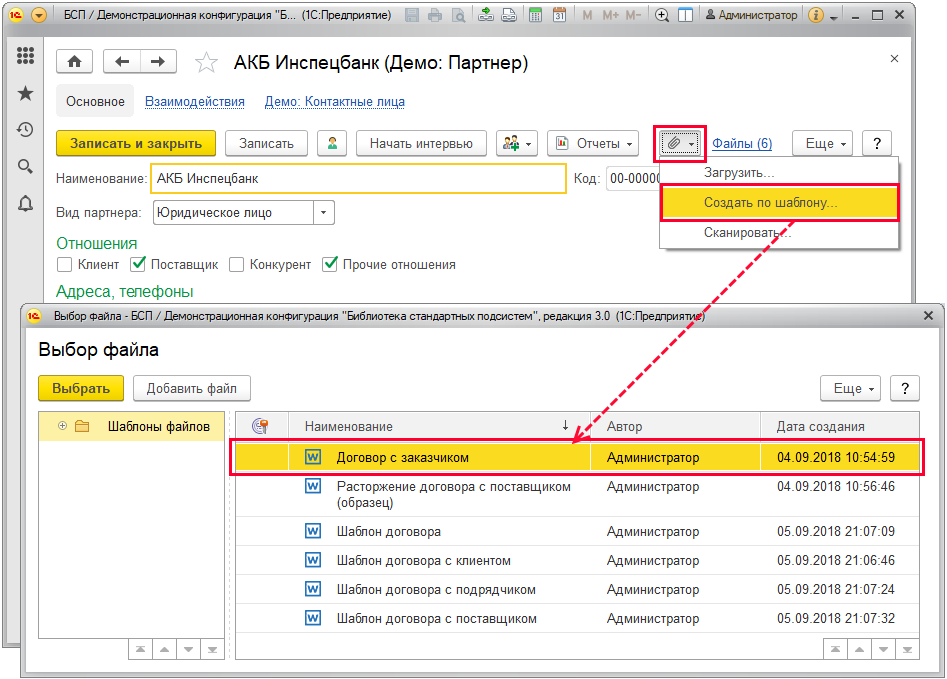 БСП / Демонстрационная конфигурация "Б... (1С:Предприятие)
M M+ M- Администратор
АКБ Инспецбанк (Демо: Партнер)
Основное Взаимодействия Демо: Контактные лица
Записать и закрыть Записать Начать интервью Отчеты Файлы (6) Еще ?
Наименование: АКБ Инспецбанк Код: 00-00000
Загрузить...
Создать по шаблону...
Сканировать...
Вид партнера: Юридическое лицо
Отношения
Клиент Поставщик Конкурент Прочие отношения
Адреса, телефоны
Выбор файла - БСП / Демонстрационная конфигурация "Библиотека стандартных подсистем", редакция 3.0 (1С:Предприятие)
Выбор файла
Выбрать Добавить файл Еще ?
Шаблоны файлов
Наименование ↓ Автор Дата создания
Договор с заказчиком Администратор 04.09.2018 10:54:59
Расторжение договора с поставщиком Администратор 04.09.2018 10:56:46
(образец)
Шаблон договора Администратор 05.09.2018 21:07:09
Шаблон договора с клиентом Администратор 05.09.2018 21:06:46
Шаблон договора с подрядчиком Администратор 05.09.2018 21:07:24
Шаблон договора с поставщиком Администратор 05.09.2018 21:07:32